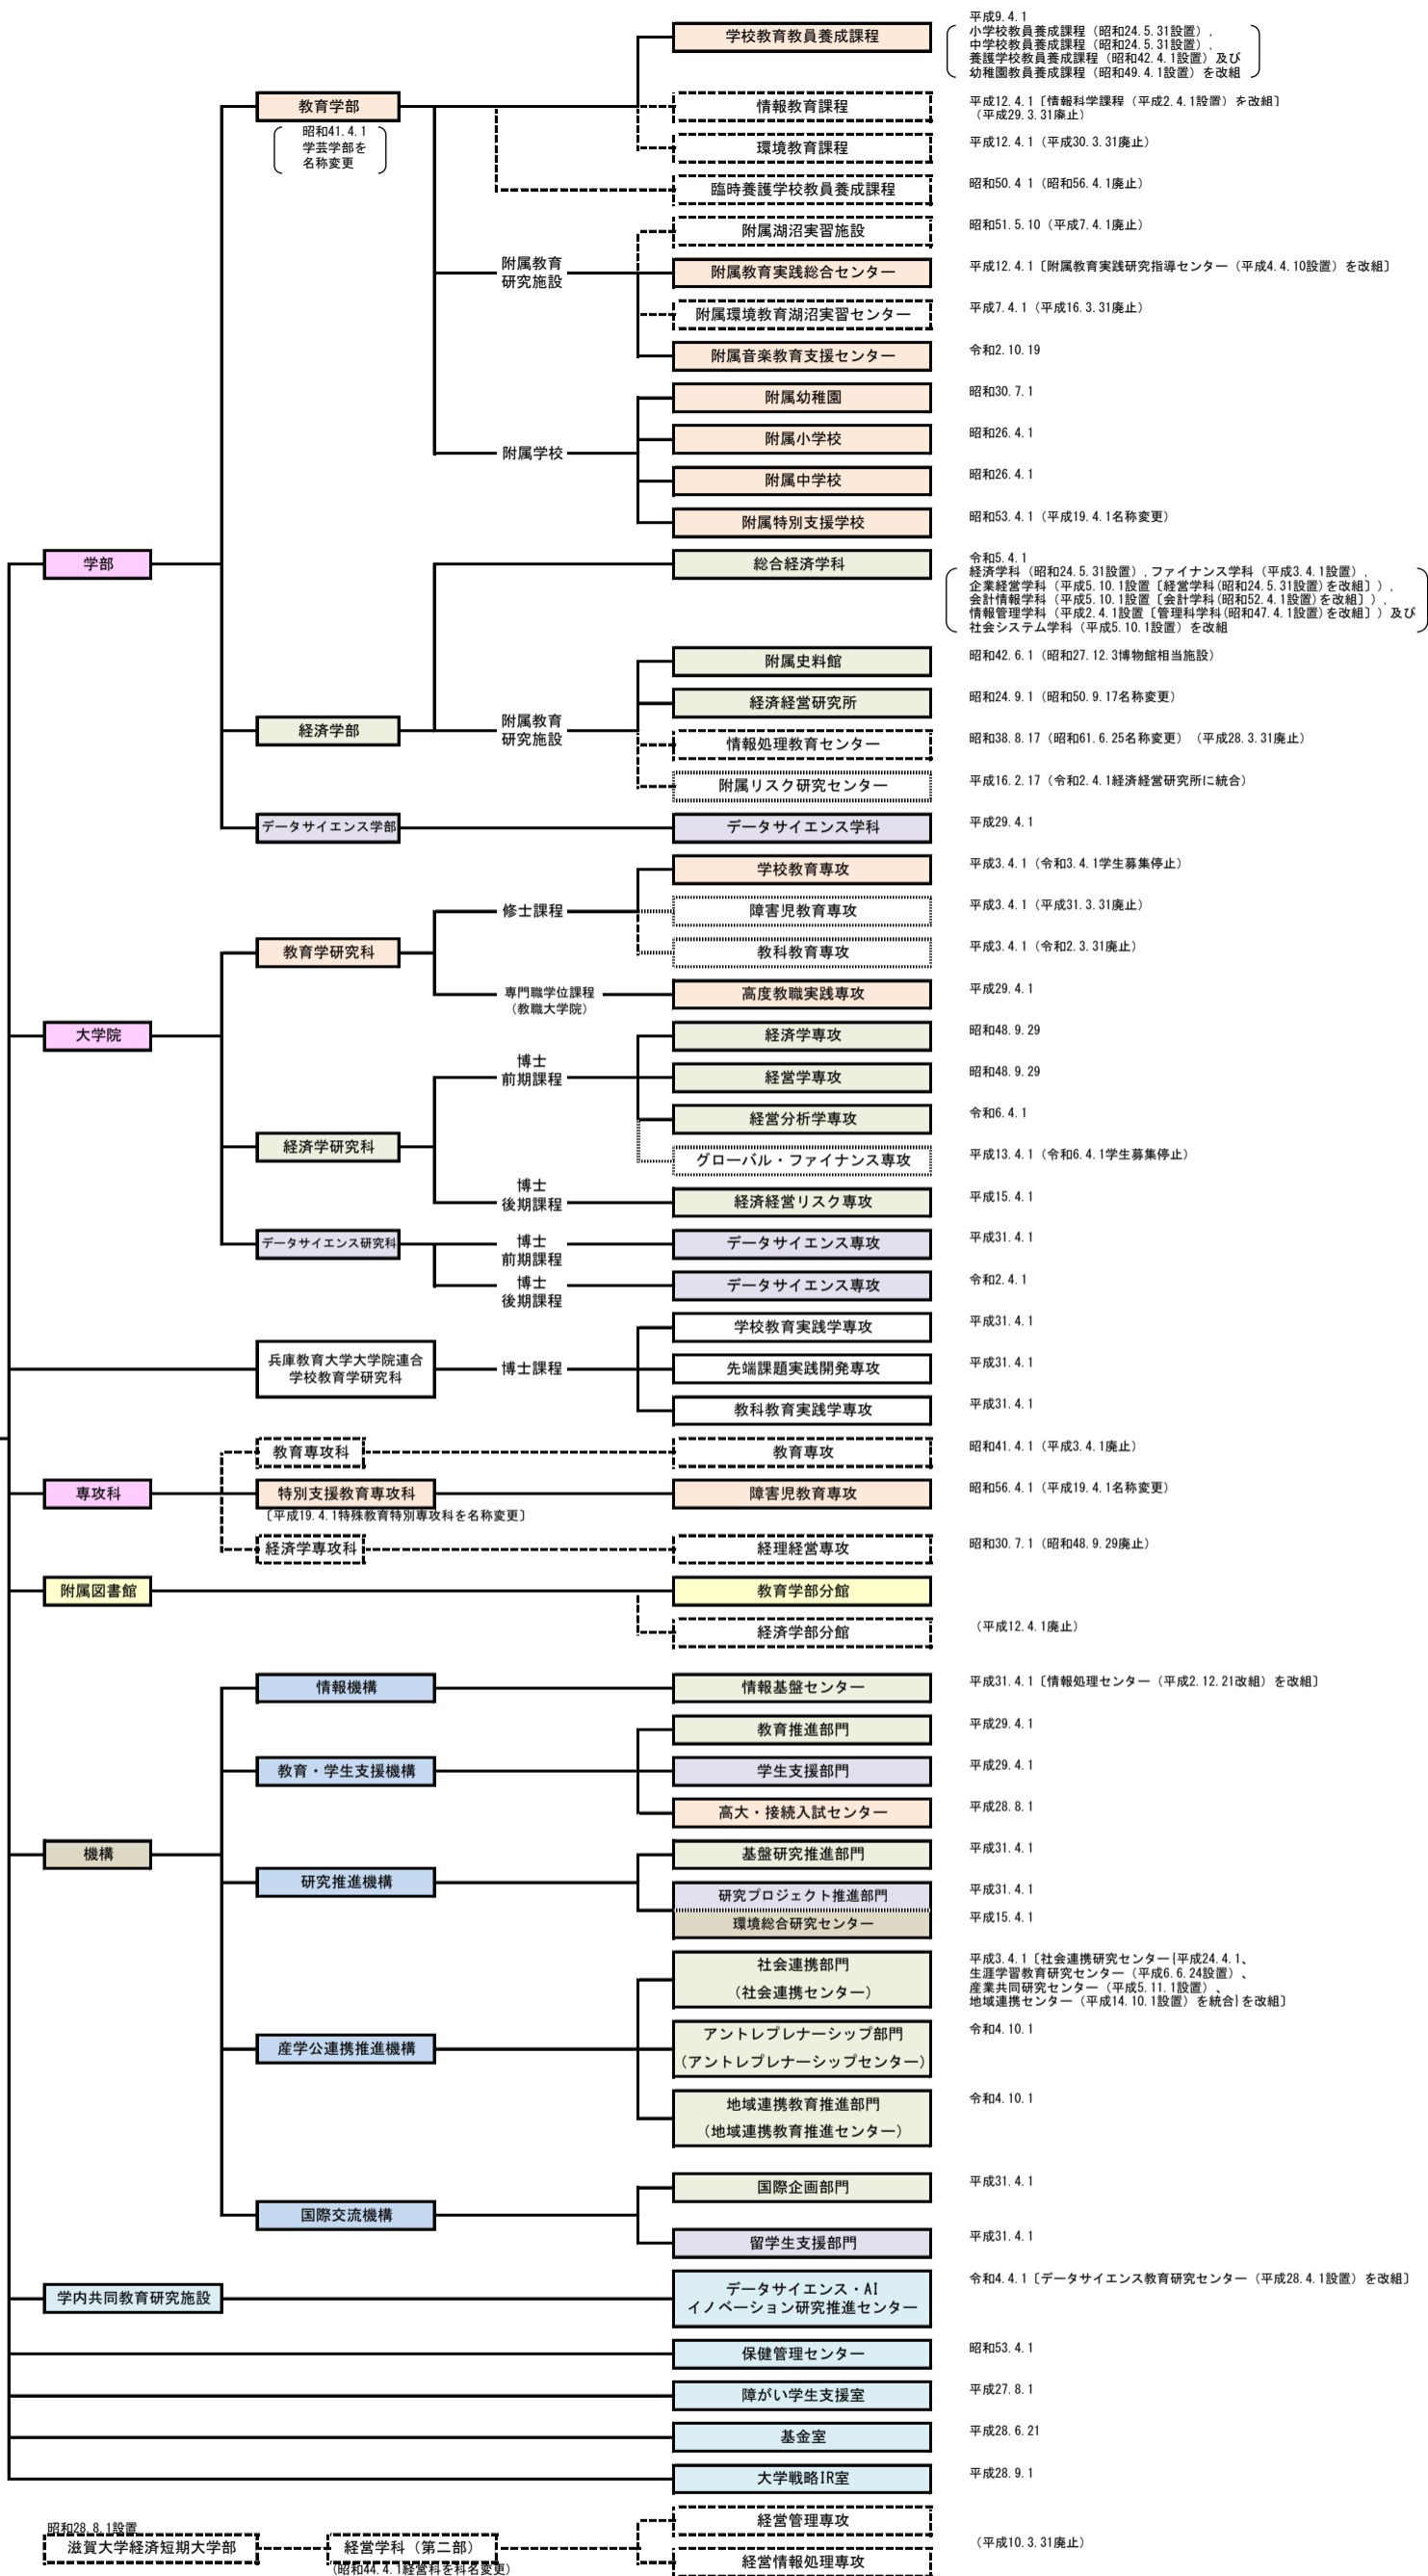 学校教育教員養成課程
平成9.4.1
小学校教員養成課程（昭和24.5.31設置）,
中学校教員養成課程（昭和24.5.31設置）,
養護学校教員養成課程（昭和42.4.1設置）及び
幼稚園教員養成課程（昭和49.4.1設置）を改組
教育学部
昭和41.4.1
学芸学部を
名称変更
情報教育課程
平成12.4.1〔情報科学課程（平成2.4.1設置）を改組〕
（平成29.3.31廃止）
環境教育課程
平成12.4.1（平成30.3.31廃止）
臨時養護学校教員養成課程
昭和50.4 1（昭和56.4.1廃止）
附属湖沼実習施設
昭和51.5.10（平成7.4.1廃止）
附属教育
研究施設
附属教育実践総合センター
平成12.4.1〔附属教育実践研究指導センター（平成4.4.10設置）を改組〕
附属環境教育湖沼実習センター
平成7.4.1（平成16.3.31廃止）
附属音楽教育支援センター
令和2.10.19
附属幼稚園
昭和30.7.1
附属小学校
昭和26.4.1
附属学校
附属中学校
昭和26.4.1
附属特別支援学校
昭和53.4.1（平成19.4.1名称変更）
学部
総合経済学科
令和5.4.1
経済学科（昭和24.5.31設置）,ファイナンス学科（平成3.4.1設置）,
企業経営学科（平成5.10.1設置〔経営学科(昭和24.5.31設置)を改組〕）,
会計情報学科（平成5.10.1設置〔会計学科(昭和52.4.1設置)を改組〕）,
情報管理学科（平成2.4.1設置〔管理科学科(昭和47.4.1設置)を改組〕）及び
社会システム学科（平成5.10.1設置）を改組
附属史料館
昭和42.6.1（昭和27.12.3博物館相当施設）
経済経営研究所
昭和24.9.1（昭和50.9.17名称変更）
経済学部
附属教育
研究施設
情報処理教育センター
昭和38.8.17（昭和61.6.25名称変更）（平成28.3.31廃止）
附属リスク研究センター
平成16.2.17（令和2.4.1経済経営研究所に統合）
データサイエンス学部
データサイエンス学科
平成29.4.1
学校教育専攻
平成3.4.1（令和3.4.1学生募集停止）
修士課程
障害児教育専攻
平成3.4.1（平成31.3.31廃止）
教育学研究科
教科教育専攻
平成3.4.1（令和2.3.31廃止）
専門職学位課程
（教職大学院）
高度教職実践専攻
平成29.4.1
大学院
経済学専攻
昭和48.9.29
博士
前期課程
経営学専攻
昭和48.9.29
経営分析学専攻
令和6.4.1
経済学研究科
グローバル・ファイナンス専攻
平成13.4.1（令和6.4.1学生募集停止）
博士
後期課程
経済経営リスク専攻
平成15.4.1
データサイエンス研究科
博士
前期課程
データサイエンス専攻
平成31.4.1
博士
後期課程
データサイエンス専攻
令和2.4.1
学校教育実践学専攻
平成31.4.1
兵庫教育大学大学院連合
学校教育学研究科
博士課程
先端課題実践開発専攻
平成31.4.1
教科教育実践学専攻
平成31.4.1
教育専攻科
教育専攻
昭和41.4.1（平成3.4.1廃止）
専攻科
特別支援教育専攻科
障害児教育専攻
昭和56.4.1（平成19.4.1名称変更）
〔平成19.4.1特殊教育特別専攻科を名称変更〕
経済学専攻科
経理経営専攻
昭和30.7.1（昭和48.9.29廃止）
附属図書館
教育学部分館
経済学部分館
（平成12.4.1廃止）
情報機構
情報基盤センター
平成31.4.1〔情報処理センター（平成2.12.21改組）を改組〕
教育推進部門
平成29.4.1
教育・学生支援機構
学生支援部門
平成29.4.1
高大・接続入試センター
平成28.8.1
機構
基盤研究推進部門
平成31.4.1
研究推進機構
研究プロジェクト推進部門
平成31.4.1
環境総合研究センター
平成15.4.1
社会連携部門
（社会連携センター）
平成3.4.1〔社会連携研究センター{平成24.4.1、
生涯学習教育研究センター（平成6.6.24設置）、
産業共同研究センター（平成5.11.1設置）、
地域連携センター（平成14.10.1設置）を統合}を改組〕
産学公連携推進機構
アントレプレナーシップ部門
（アントレプレナーシップセンター）
令和4.10.1
地域連携教育推進部門
（地域連携教育推進センター）
令和4.10.1
国際企画部門
平成31.4.1
国際交流機構
留学生支援部門
平成31.4.1
学内共同教育研究施設
データサイエンス・AI
イノベーション研究推進センター
令和4.4.1〔データサイエンス教育研究センター（平成28.4.1設置）を改組〕
保健管理センター
昭和53.4.1
障がい学生支援室
平成27.8.1
基金室
平成28.6.21
大学戦略IR室
平成28.9.1
昭和28.8.1設置
滋賀大学経済短期大学部
経営学科（第二部）
（昭和44.4.1経営科を科名変更）
経営管理専攻
（平成10.3.31廃止）
経営情報処理専攻